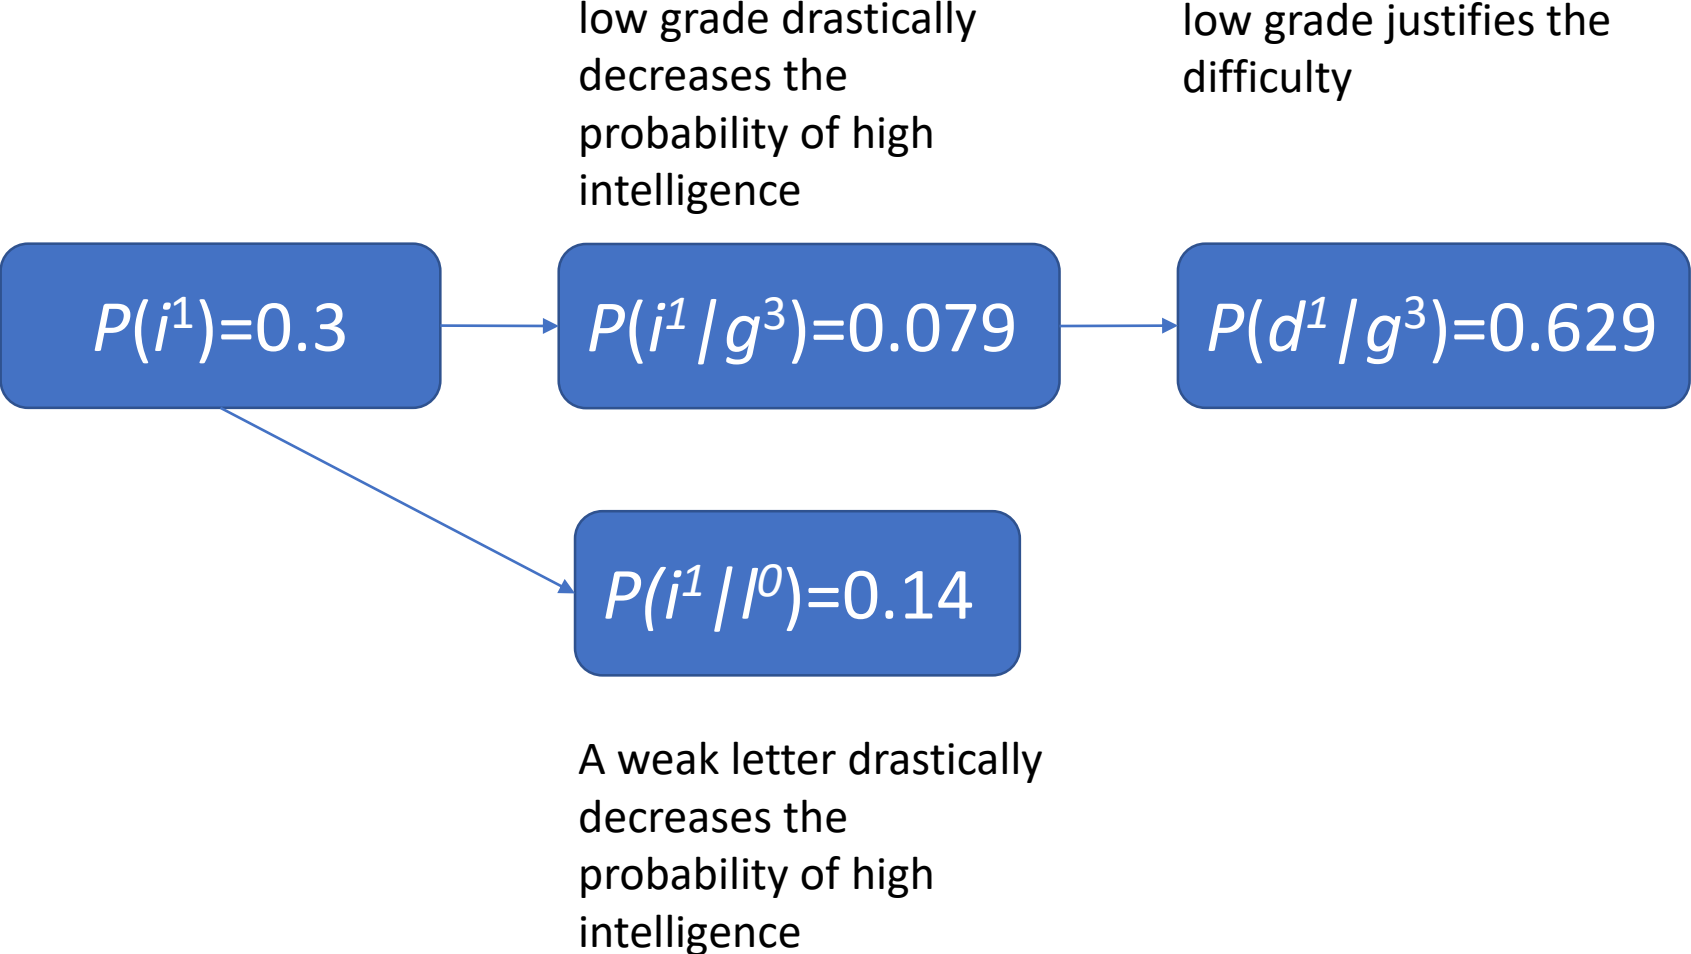 low grade drastically
decreases the
probability of high
intelligence
low grade justifies the
difficulty
P(i¹)=0.3
P(i¹/g³)=0.079
P(d¹/g³)=0.629
P(i¹/l⁰)=0.14
A weak letter drastically
decreases the
probability of high
intelligence